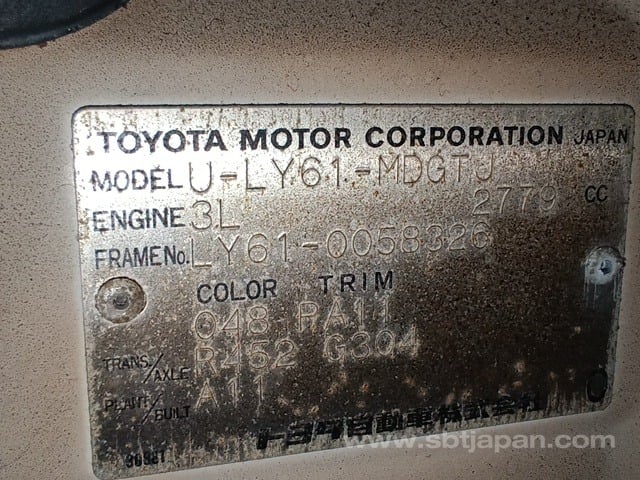 TOYOTA MOTOR CORPORATION JAPAN
MODEL U-LY61-MDGTJ
ENGINE 3L 2779 CC
FRAME No. LY61-0058326
COLOR TRIM
048 PA11
TRANS./AXLE R452 G304
PLANT/BUILT A11
トヨタ自動車株式会社
www.sbtjapan.com